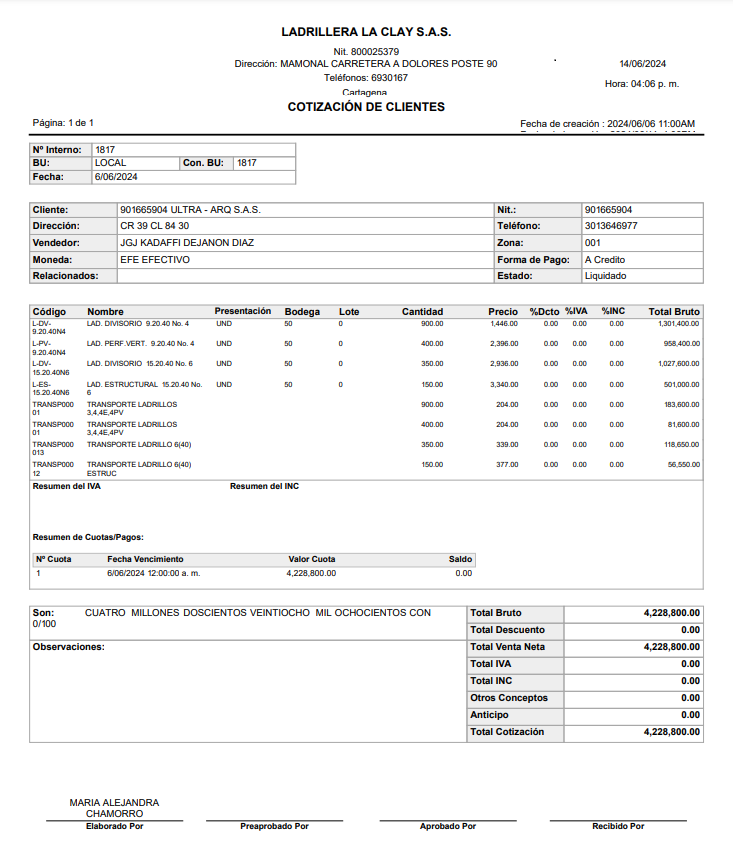 LADRILLERA LA CLAY S.A.S.
Nit. 800025379
Dirección: MAMONAL CARRETERA A DOLORES POSTE 90
14/06/2024
Teléfonos: 6930167
Hora: 04:06 p. m.
Cartagena
COTIZACIÓN DE CLIENTES
Página: 1 de 1
Fecha de creación : 2024/06/06 11:00AM
Nº Interno: 1817
BU: LOCAL Con. BU: 1817
Fecha: 6/06/2024
Cliente: 901665904 ULTRA - ARQ S.A.S. Nit.: 901665904
Dirección: CR 39 CL 84 30 Teléfono: 3013646977
Vendedor: JGJ KADAFFI DEJANON DIAZ Zona: 001
Moneda: EFE EFECTIVO Forma de Pago: A Credito
Relacionados: Estado: Liquidado
Código Nombre Presentación Bodega Lote Cantidad Precio %Dcto %IVA %INC Total Bruto
L-DV- LAD. DIVISORIO 9.20.40 No. 4 UND 50 0 900.00 1,446.00 0.00 0.00 0.00 1,301,400.00
9.20.40N4
L-PV- LAD. PERF.VERT. 9.20.40 No. 4 UND 50 0 400.00 2,396.00 0.00 0.00 0.00 958,400.00
9.20.40N4
L-DV- LAD. DIVISORIO 15.20.40 No. 6 UND 50 0 350.00 2,936.00 0.00 0.00 0.00 1,027,600.00
15.20.40N6
L-ES- LAD. ESTRUCTURAL 15.20.40 No. UND 50 0 150.00 3,340.00 0.00 0.00 0.00 501,000.00
15.20.40N6 6
TRANSP000 TRANSPORTE LADRILLOS 900.00 204.00 0.00 0.00 0.00 183,600.00
01 3,4,4E,4PV
TRANSP000 TRANSPORTE LADRILLOS 400.00 204.00 0.00 0.00 0.00 81,600.00
01 3,4,4E,4PV
TRANSP00 TRANSPORTE LADRILLO 6(40) 350.00 339.00 0.00 0.00 0.00 118,650.00
013
TRANSP00 TRANSPORTE LADRILLO 6(40) 150.00 377.00 0.00 0.00 0.00 56,550.00
12 ESTRUC
Resumen del IVA Resumen del INC
Resumen de Cuotas/Pagos:
Nº Cuota Fecha Vencimiento Valor Cuota Saldo
1 6/06/2024 12:00:00 a. m. 4,228,800.00 0.00
Son: CUATRO MILLONES DOSCIENTOS VEINTIOCHO MIL OCHOCIENTOS CON
0/100
Observaciones:
Total Bruto 4,228,800.00
Total Descuento 0.00
Total Venta Neta 4,228,800.00
Total IVA 0.00
Total INC 0.00
Otros Conceptos 0.00
Anticipo 0.00
Total Cotización 4,228,800.00
MARIA ALEJANDRA
CHAMORRO
Elaborado Por Preaprobado Por Aprobado Por Recibido Por